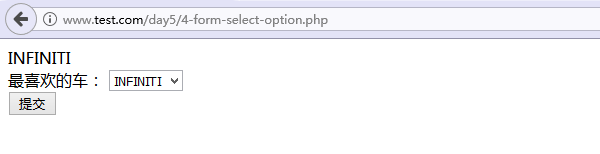 www.test.com/day5/4-form-select-option.php
INFINITI
最喜欢的车： INFINITI
提交